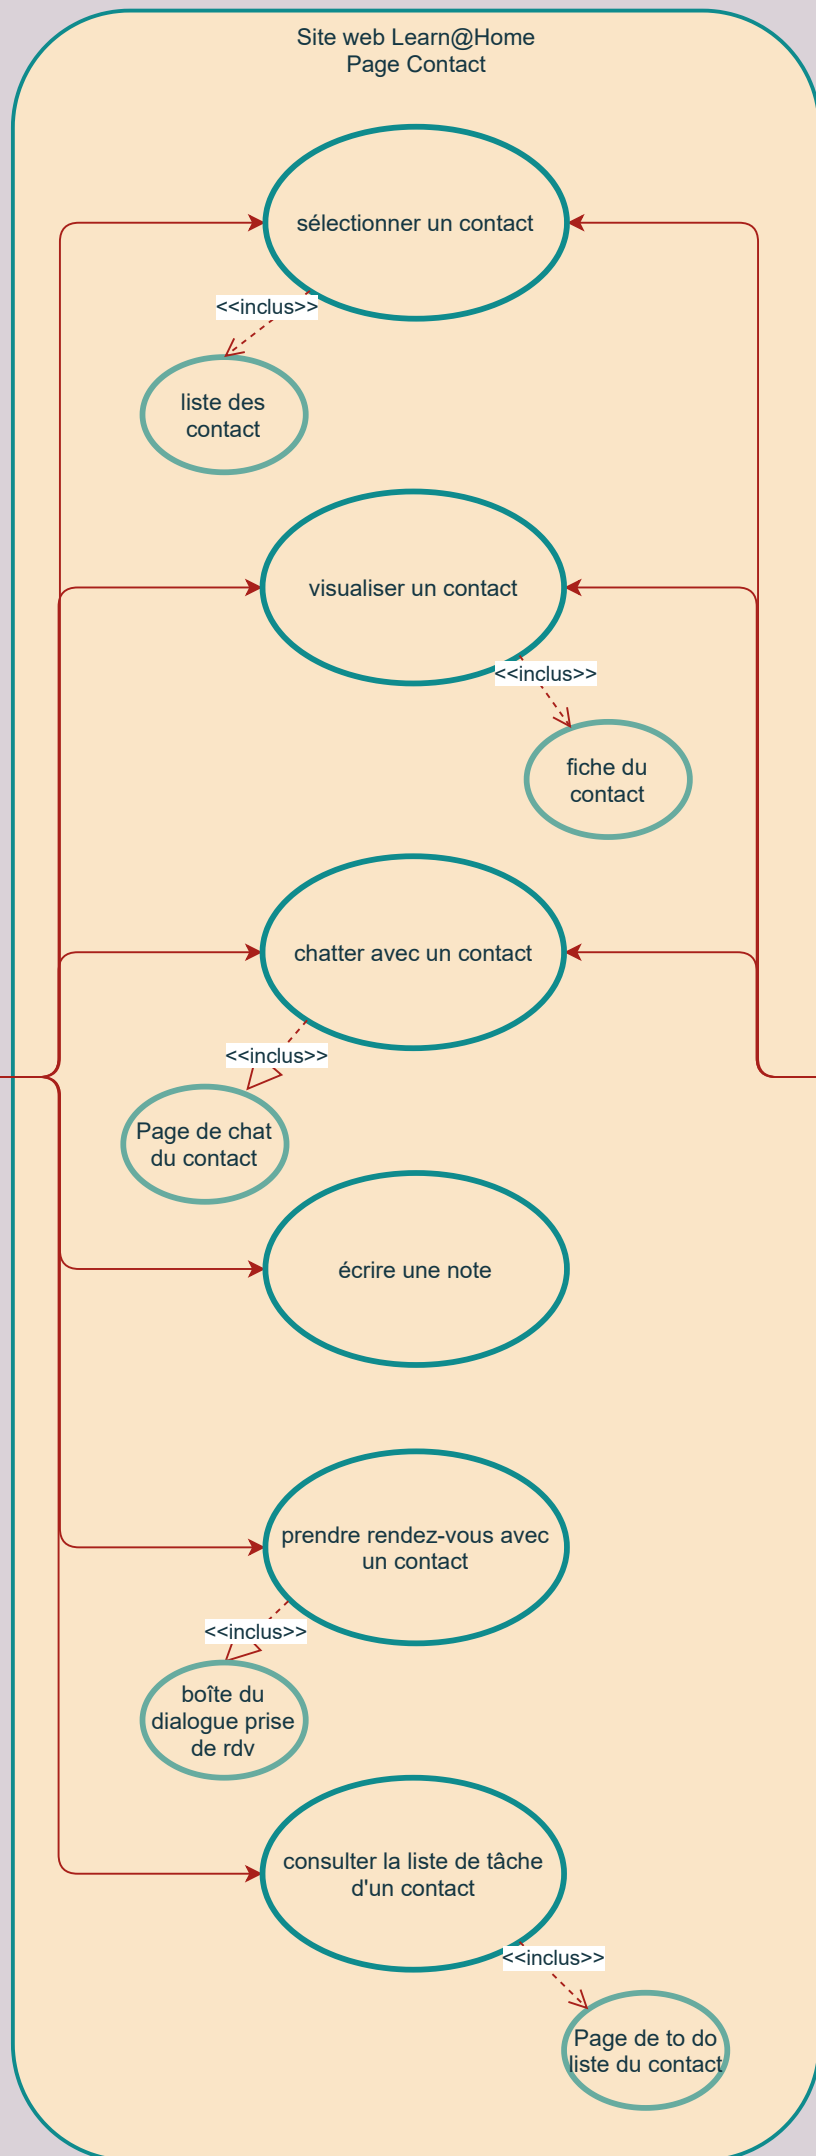 Site web Learn@Home
Page Contact
sélectionner un contact
<<inclus>>
liste des
contact
visualiser un contact
<<inclus>>
fiche du
contact
chatter avec un contact
<<inclus>>
Page de chat
du contact
écrire une note
prendre rendez-vous avec
un contact
<<inclus>>
boîte du
dialogue prise
de rdv
consulter la liste de tâche
d'un contact
<<inclus>>
Page de to do
liste du contact